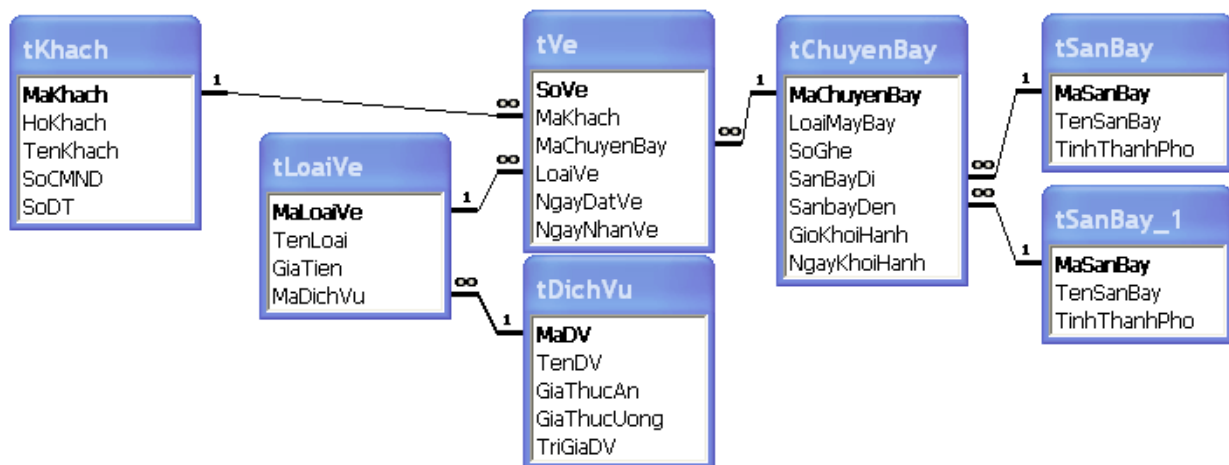 tKhach
MaKhach
HoKhach
TenKhach
SoCMND
SoDT
1
∞
tLoaiVe
MaLoaiVe
TenLoai
GiaTien
MaDichVu
1
∞
∞
1
tVe
SoVe
MaKhach
MaChuyenBay
LoaiVe
NgayDatVe
NgayNhanVe
tDichVu
MaDV
TenDV
GiaThucAn
GiaThucUong
TriGiaDV
∞
1
tChuyenBay
MaChuyenBay
LoaiMayBay
SoGhe
SanBayDi
SanbayDen
GioKhoiHanh
NgayKhoiHanh
∞
1
∞
1
tSanBay
MaSanBay
TenSanBay
TinhThanhPho
tSanBay_1
MaSanBay
TenSanBay
TinhThanhPho